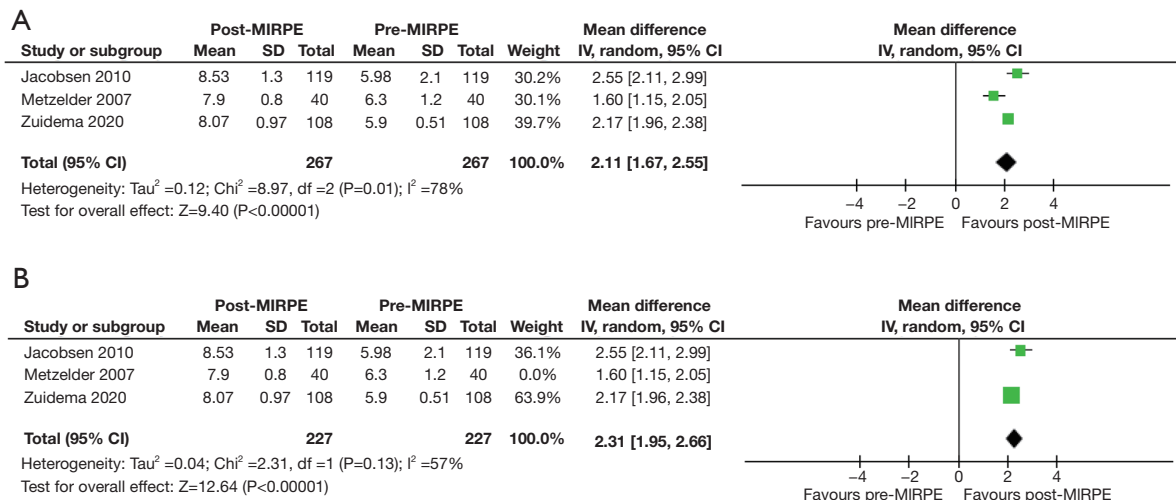 A
Post-MIRPE Pre-MIRPE Mean difference Mean difference
Study or subgroup Mean SD Total Mean SD Total Weight IV, random, 95% CI IV, random, 95% CI
Jacobsen 2010 8.53 1.3 119 5.98 2.1 119 30.2% 2.55 [2.11, 2.99]
Metzelder 2007 7.9 0.8 40 6.3 1.2 40 30.1% 1.60 [1.15, 2.05]
Zuidema 2020 8.07 0.97 108 5.9 0.51 108 39.7% 2.17 [1.96, 2.38]
Total (95% CI) 267 267 100.0% 2.11 [1.67, 2.55]
Heterogeneity: Tau² =0.12; Chi² =8.97, df =2 (P=0.01); I² =78%
Test for overall effect: Z=9.40 (P<0.00001)
−4 −2 0 2 4
Favours pre-MIRPE Favours post-MIRPE
B
Post-MIRPE Pre-MIRPE Mean difference Mean difference
Study or subgroup Mean SD Total Mean SD Total Weight IV, random, 95% CI IV, random, 95% CI
Jacobsen 2010 8.53 1.3 119 5.98 2.1 119 36.1% 2.55 [2.11, 2.99]
Metzelder 2007 7.9 0.8 40 6.3 1.2 40 0.0% 1.60 [1.15, 2.05]
Zuidema 2020 8.07 0.97 108 5.9 0.51 108 63.9% 2.17 [1.96, 2.38]
Total (95% CI) 227 227 100.0% 2.31 [1.95, 2.66]
Heterogeneity: Tau² =0.04; Chi² =2.31, df =1 (P=0.13); I² =57%
Test for overall effect: Z=12.64 (P<0.00001)
−4 −2 0 2 4
Favours pre-MIRPE Favours post-MIRPE